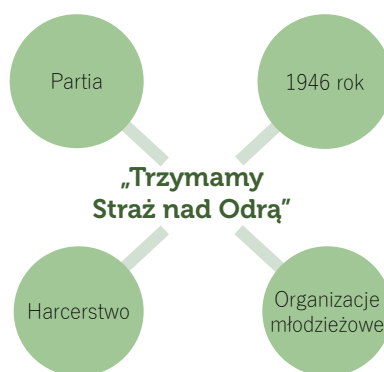 Partia
1946 rok
„Trzymamy
Straż nad Odrą”
Harcerstwo
Organizacje
młodzieżowe